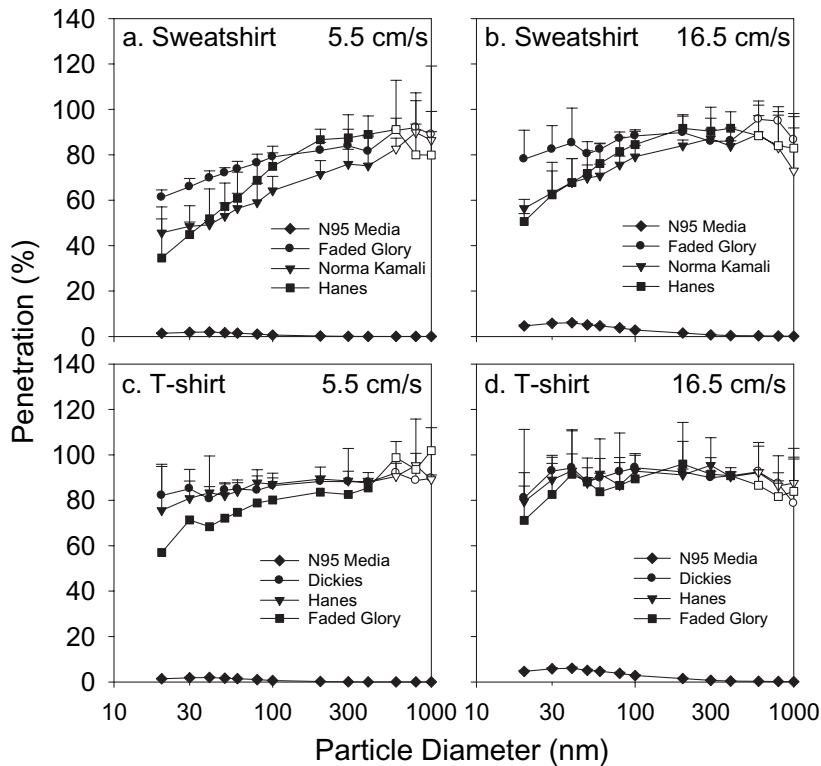 Penetration (%)
a. Sweatshirt 5.5 cm/s
140
120
100
80
60
40
20
0
N95 Media
Faded Glory
Norma Kamali
Hanes
b. Sweatshirt 16.5 cm/s
N95 Media
Faded Glory
Norma Kamali
Hanes
c. T-shirt 5.5 cm/s
140
120
100
80
60
40
20
0
N95 Media
Dickies
Hanes
Faded Glory
10 30 100 300 1000
d. T-shirt 16.5 cm/s
N95 Media
Dickies
Hanes
Faded Glory
10 30 100 300 1000
Particle Diameter (nm)